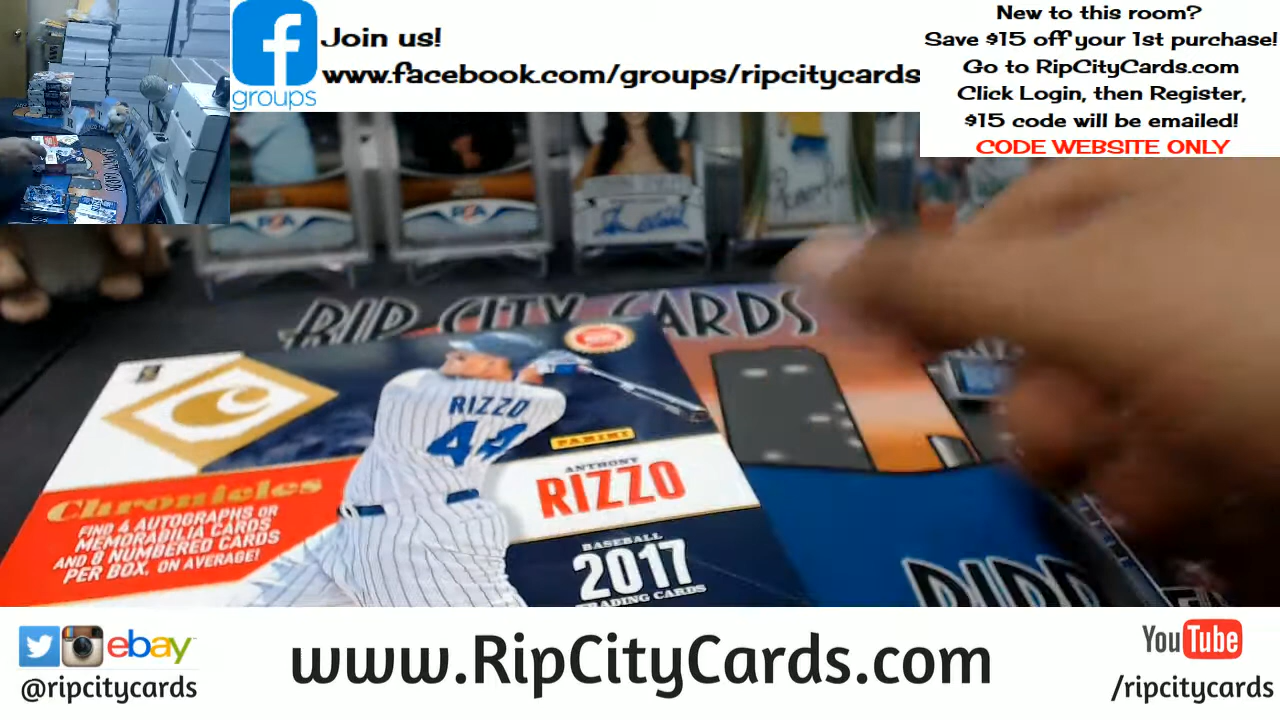 Join us!
www.facebook.com/groups/ripcitycards
groups
New to this room?
Save $15 off your 1st purchase!
Go to RipCityCards.com
Click Login, then Register,
$15 code will be emailed!
CODE WEBSITE ONLY
RIP CITY CARDS
RIZZO
44
PANINI
ANTHONY
RIZZO
Chronicles
FIND 4 AUTOGRAPHS OR
MEMORABILIA CARDS
AND 8 NUMBERED CARDS
PER BOX, ON AVERAGE!
BASEBALL
2017
TRADING CARDS
ebay
@ripcitycards
www.RipCityCards.com
YouTube
/ripcitycards